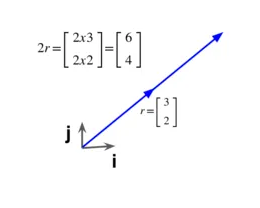 2r = [ 2x3 ] = [ 6 ]
[ 2x2 ] [ 4 ]
r = [ 3 ]
[ 2 ]
j
i